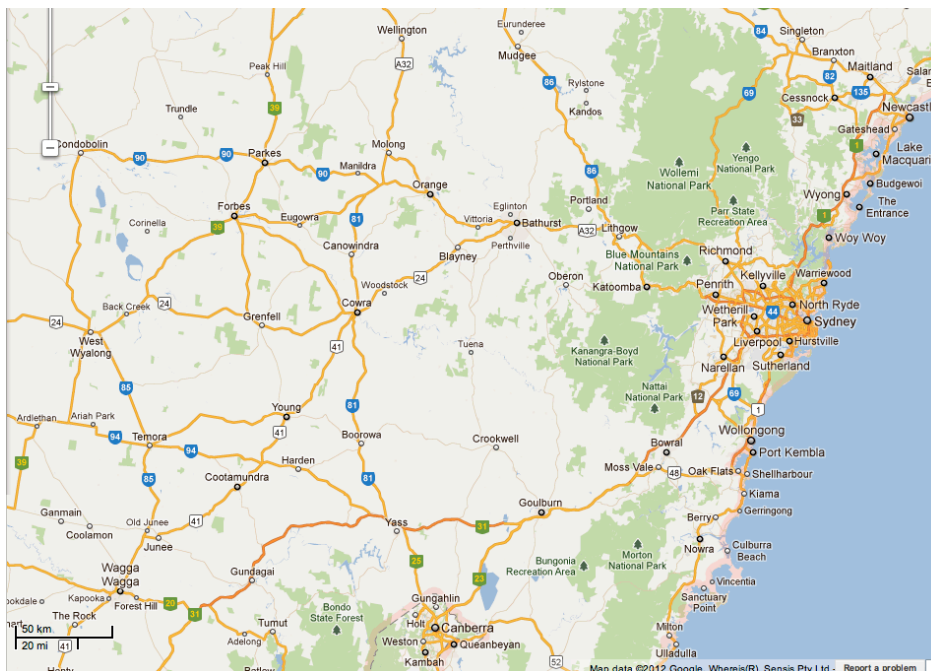 Wellington
Eurunderee
Mudgee
84
Singleton
Branxton
Maitland
82
A32
Peak Hill
86
Rylstone
Kandos
69
Cessnock
135
Newcast
Trundle
39
33
Gateshead
1
Lake
Macquari
Condobolin
90
90
Parkes
Molong
Manildra
90
Wollemi
National Park
Yengo
National Park
86
Budgewoi
Wyong
The
Entrance
Orange
Eglinton
Portland
Parr State
Recreation Area
1
Forbes
39
Corinella
Eugowra
81
Vittoria
Bathurst
A32
Lithgow
Woy Woy
Perthville
Canowindra
Blayney
Blue Mountains
National Park
Richmond
Oberon
Katoomba
Kellyville
Warriewood
24
Woodstock
Penrith
24
Back Creek
Cowra
North Ryde
Wetherill
Park
44
Sydney
24
Grenfell
West
Wyalong
41
Tuena
Liverpool
Hurstville
Kanangra-Boyd
National Park
Narellan
Sutherland
85
Nattai
National Park
12
69
1
Young
81
Ardlethan
Ariah Park
94
Temora
41
94
Boorowa
Crookwell
Bowral
Wollongong
Port Kembla
39
Harden
Moss Vale
48
Oak Flats
Shellharbour
85
Cootamundra
81
Kiama
Goulburn
Gerringong
Ganmain
Coolamon
Old Junee
41
Junee
Yass
31
Berry
Nowra
Culburra
Beach
Wagga
Wagga
Gundagai
25
23
Bungonia
Recreation Area
Morton
National Park
Vincentia
Kapooka
Forest Hill
20
31
Bondo
State Forest
Gungahlin
Sanctuary
Point
The Rock
Holt
Canberra
50 km
20 mi
41
Adelong
Tumut
Weston
Queanbeyan
Milton
Ulladulla
Kambah
52
Map data ©2012 Google, Whereis(R), Sensis Pty Ltd -
Report a problem